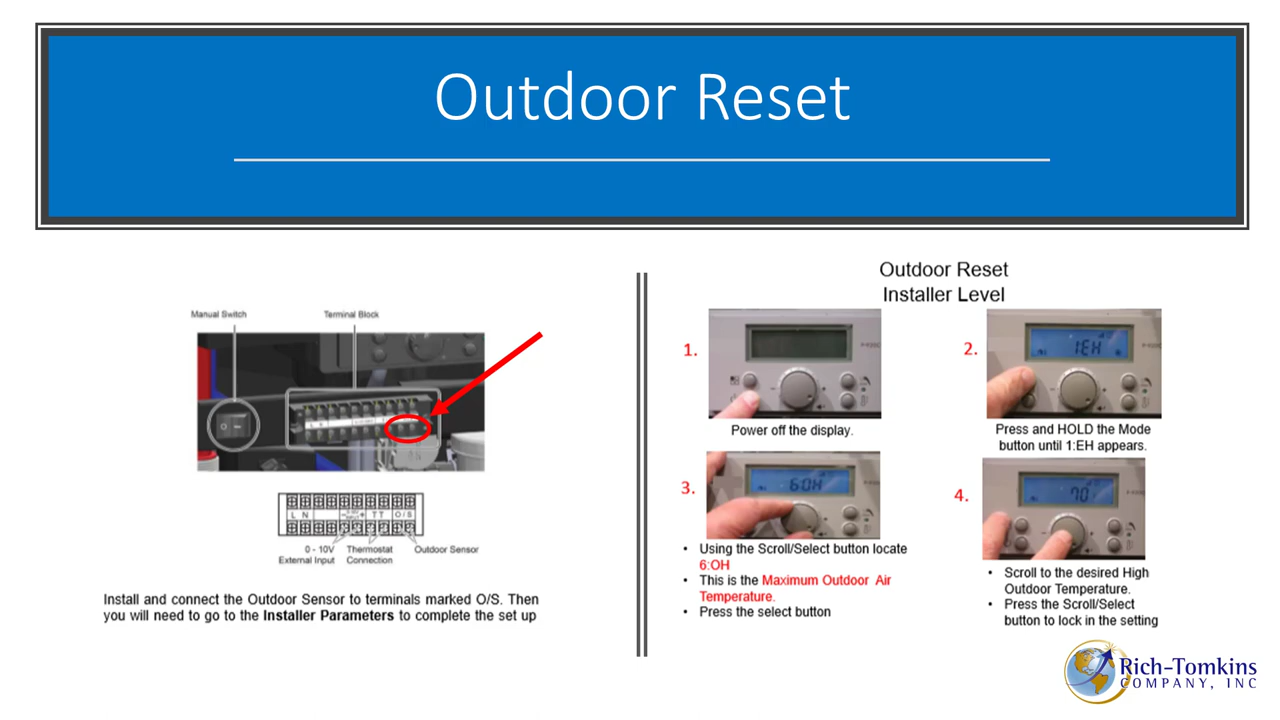 Outdoor Reset
Manual Switch
Terminal Block
L N TT O/S
0 - 10V
External Input
Thermostat
Connection
Outdoor Sensor
Install and connect the Outdoor Sensor to terminals marked O/S. Then
you will need to go to the Installer Parameters to complete the set up
Outdoor Reset
Installer Level
1.
Power off the display.
2.
1EH
Press and HOLD the Mode
button until 1:EH appears.
3.
6:OH
• Using the Scroll/Select button locate
6:OH
• This is the Maximum Outdoor Air
Temperature.
• Press the select button
4.
70
• Scroll to the desired High
Outdoor Temperature.
• Press the Scroll/Select
button to lock in the setting
Rich-Tomkins
COMPANY, INC